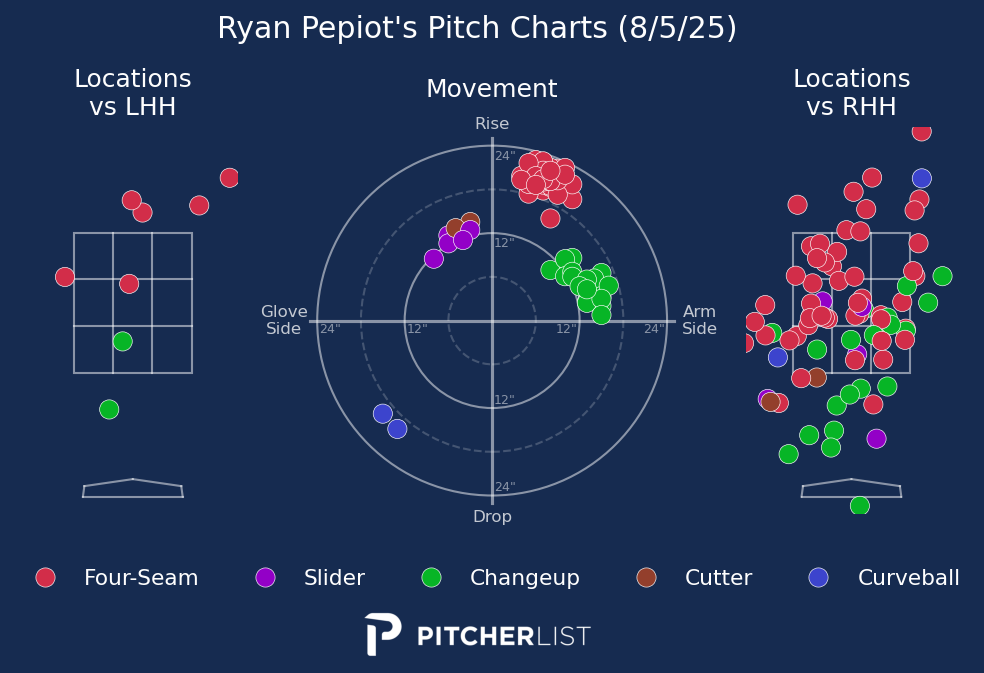 Ryan Pepiot's Pitch Charts (8/5/25)
Locations
vs LHH
Movement
Locations
vs RHH
Rise
24"
12"
Glove
Side
24"
12"
12"
24"
Arm
Side
12"
24"
Drop
Four-Seam
Slider
Changeup
Cutter
Curveball
PITCHERLIST